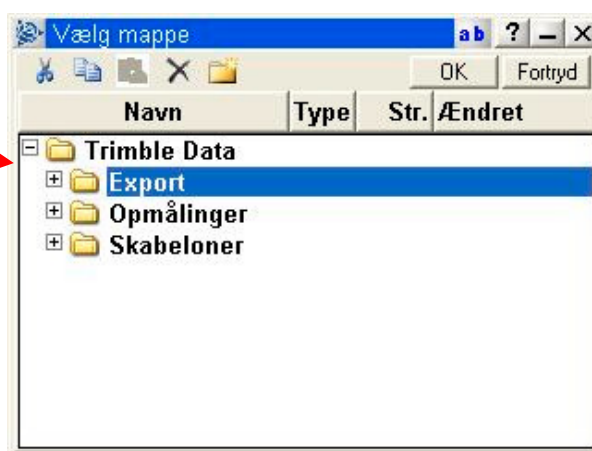 Vælg mappe ab ?
OK Fortryd
Navn Type Str. Ændret
Trimble Data
Export
Opmålinger
Skabeloner